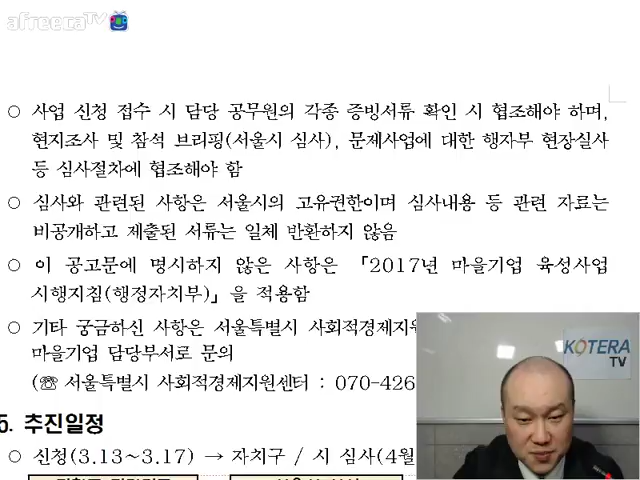 afreecaTV
○ 사업 신청 접수 시 담당 공무원의 각종 증빙서류 확인 시 협조해야 하며,
현지조사 및 참석 브리핑(서울시 심사), 문제사업에 대한 행자부 현장실사
등 심사절차에 협조해야 함
○ 심사와 관련된 사항은 서울시의 고유권한이며 심사내용 등 관련 자료는
비공개하고 제출된 서류는 일체 반환하지 않음
○ 이 공고문에 명시하지 않은 사항은 「2017년 마을기업 육성사업
시행지침(행정자치부)」을 적용함
○ 기타 궁금하신 사항은 서울특별시 사회적경제지원
마을기업 담당부서로 문의
(☏ 서울특별시 사회적경제지원센터 : 070-426
KOTERA
TV
5. 추진일정
○ 신청(3.13~3.17) → 자치구 / 시 심사(4월